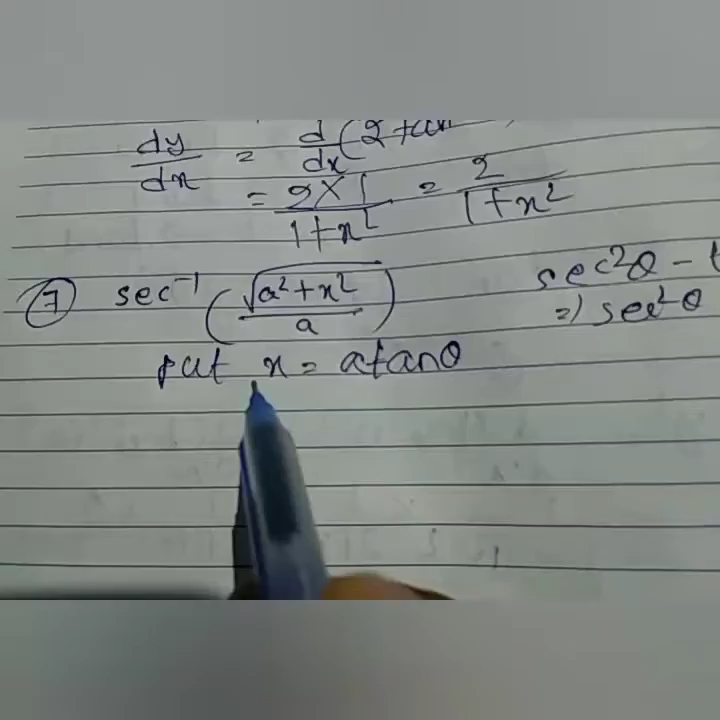 dy/dx = d/dx (2 tan
= 2×1/1+x² = 2/1+x²
⑦ sec⁻¹ (√a²+x²/a) sec²θ - t
=) sec²θ
put x = a tanθ